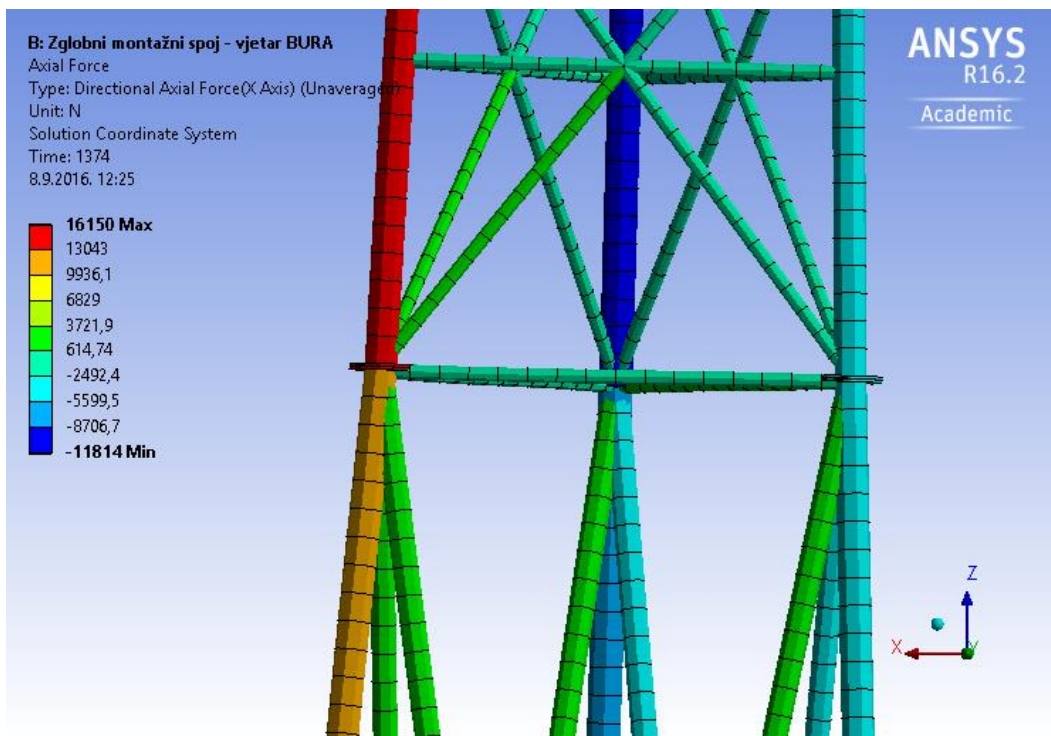 B: Zglobni montažni spoj - vjetar BURA
Axial Force
Type: Directional Axial Force(X Axis) (Unaveraged)
Unit: N
Solution Coordinate System
Time: 1374
8.9.2016. 12:25
16150 Max
13043
9936,1
6829
3721,9
614,74
-2492,4
-5599,5
-8706,7
-11814 Min
ANSYS
R16.2
Academic
Z
X
Y